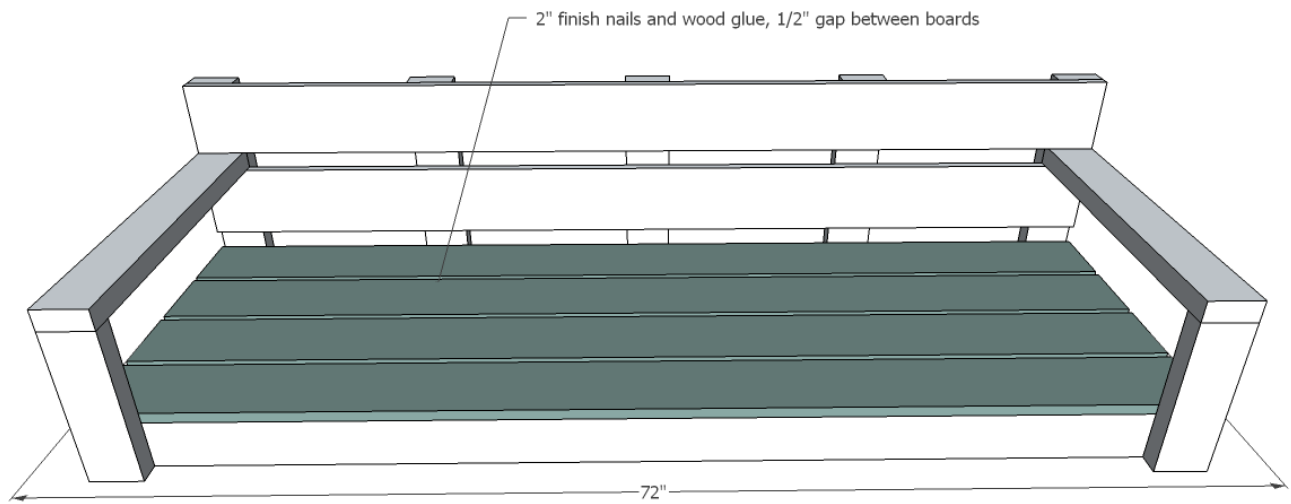 2" finish nails and wood glue, 1/2" gap between boards
72"